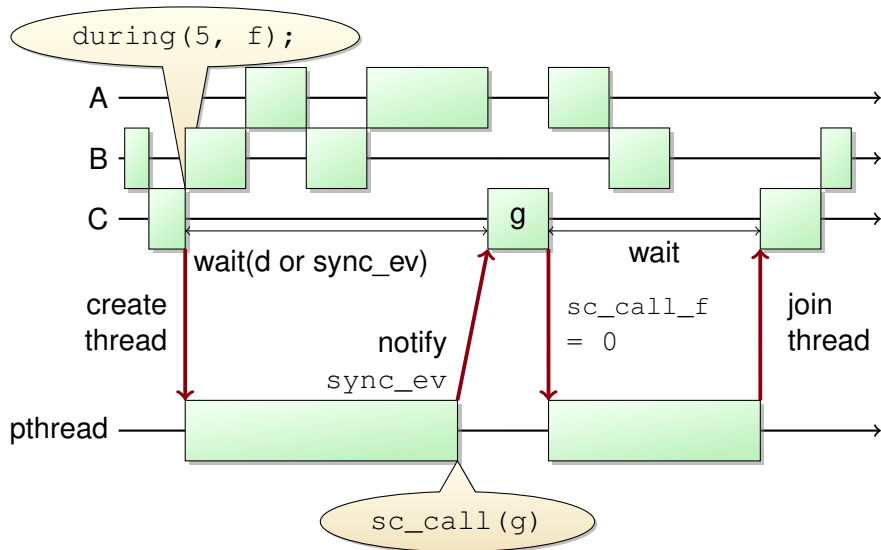 during(5, f);
A
B
C
g
wait(d or sync_ev)
wait
create
thread
notify
sync_ev
sc_call_f
= 0
join
thread
pthread
sc_call(g)